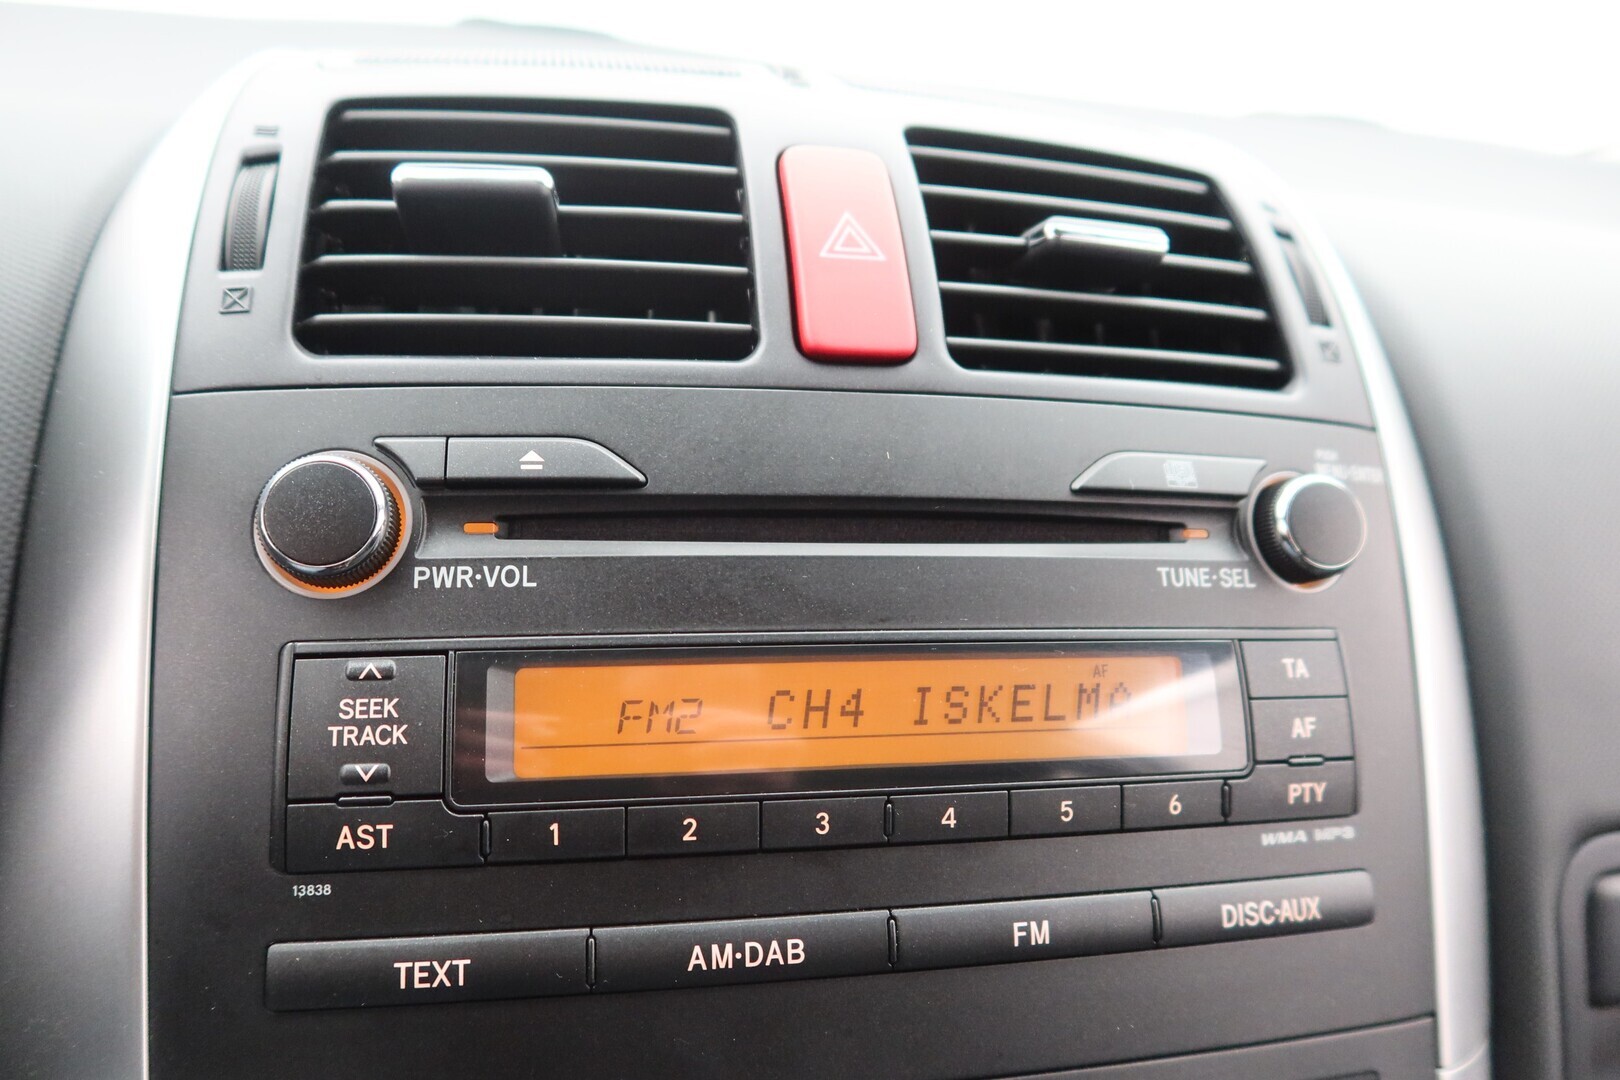 PWR·VOL
TUNE·SEL
SEEK
TRACK
AF
FM2 CH4 ISKELMA
TA
AF
PTY
AST 1 2 3 4 5 6
WMA MP3
13838
TEXT AM·DAB FM DISC·AUX